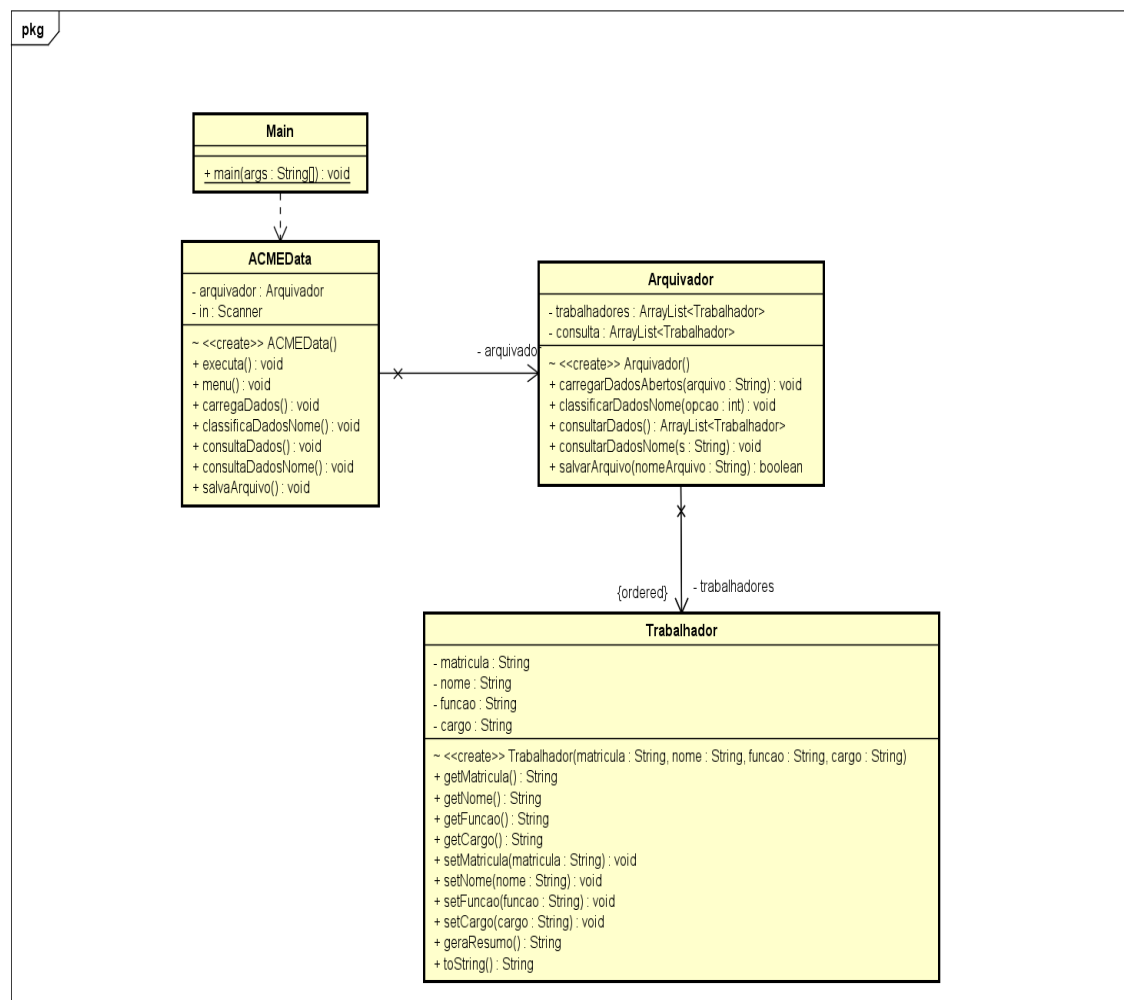 pkg
Main
+ main(args : String[]) : void
ACMEData
- arquivador : Arquivador
- in : Scanner
~ <<create>> ACMEData()
+ executa() : void
+ menu() : void
+ carregaDados() : void
+ classificaDadosNome() : void
+ consultaDados() : void
+ consultaDadosNome() : void
+ salvaArquivo() : void
- arquivador
Arquivador
- trabalhadores : ArrayList<Trabalhador>
- consulta : ArrayList<Trabalhador>
~ <<create>> Arquivador()
+ carregarDadosAbertos(arquivo : String) : void
+ classificarDadosNome(opcao : int) : void
+ consultarDados() : ArrayList<Trabalhador>
+ consultarDadosNome(s : String) : void
+ salvarArquivo(nomeArquivo : String) : boolean
{ordered}
- trabalhadores
Trabalhador
- matricula : String
- nome : String
- funcao : String
- cargo : String
~ <<create>> Trabalhador(matricula : String, nome : String, funcao : String, cargo : String)
+ getMatricula() : String
+ getNome() : String
+ getFuncao() : String
+ getCargo() : String
+ setMatricula(matricula : String) : void
+ setNome(nome : String) : void
+ setFuncao(funcao : String) : void
+ setCargo(cargo : String) : void
+ geraResumo() : String
+ toString() : String